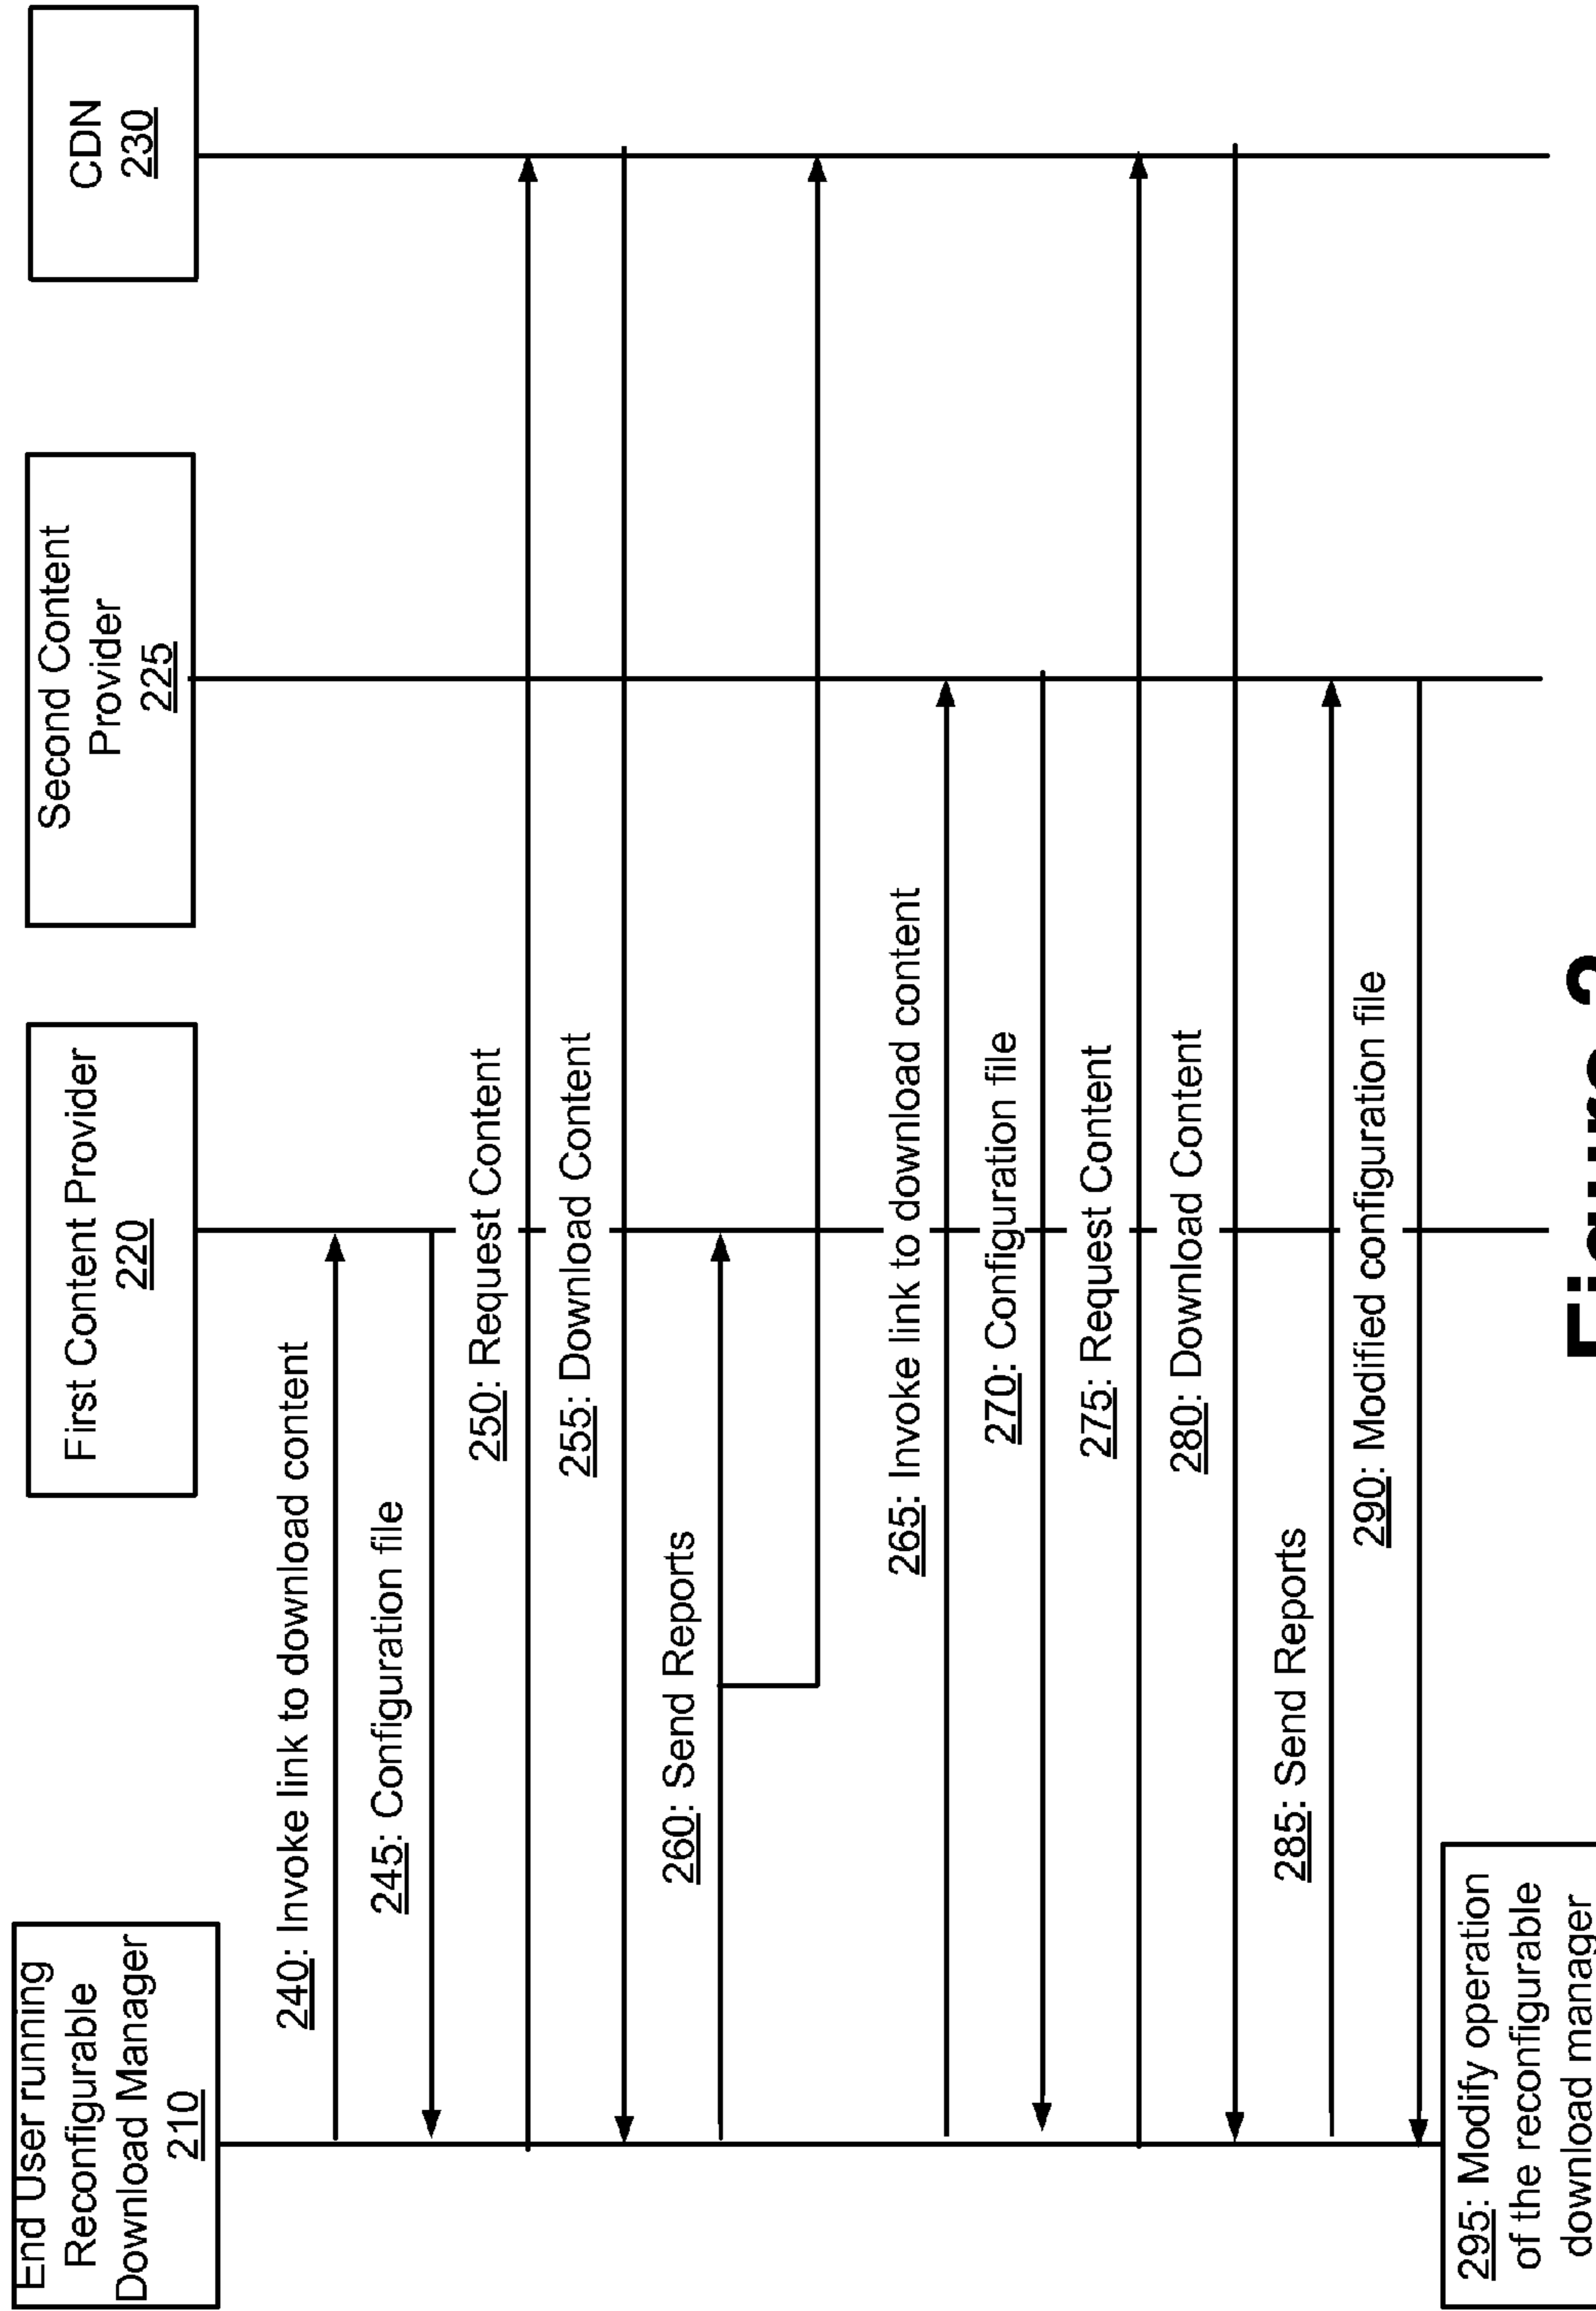 End User running
Reconfigurable
Download Manager
210
First Content Provider
220
Second Content
Provider
225
CDN
230
240: Invoke link to download content
245: Configuration file
250: Request Content
255: Download Content
260: Send Reports
265: Invoke link to download content
270: Configuration file
275: Request Content
280: Download Content
285: Send Reports
290: Modified configuration file
295: Modify operation
of the reconfigurable
download manager